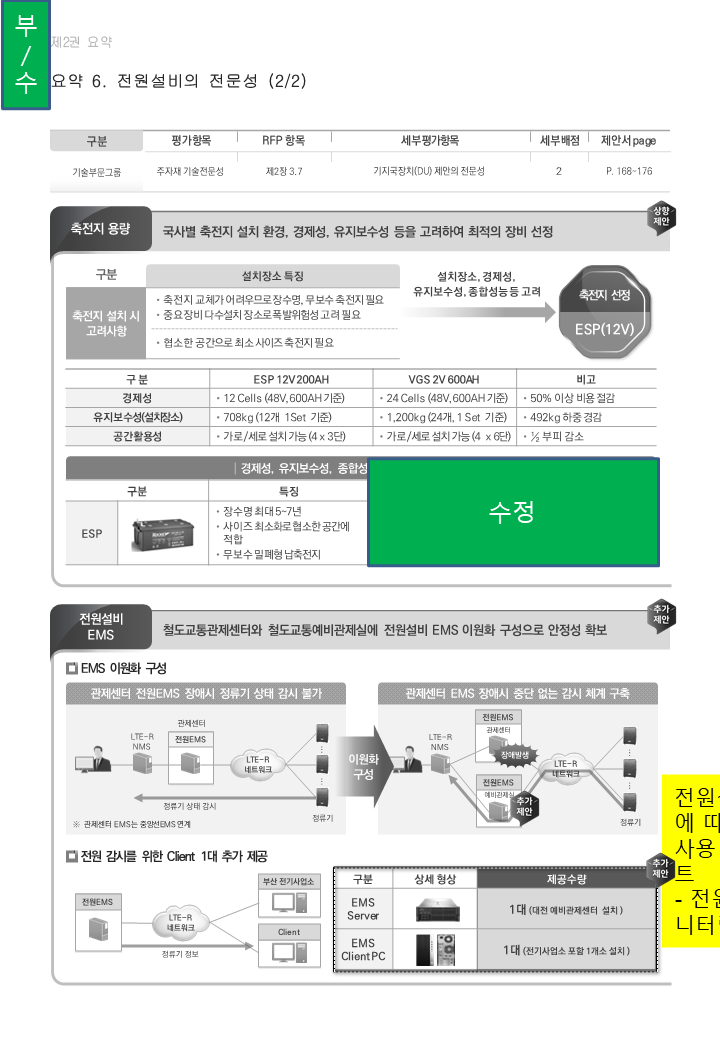 부
/
수
제2권 요약
요약 6. 전원설비의 전문성 (2/2)
구분 평가항목 RFP 항목 세부평가항목 세부배점 제안서 page
기술부문그룹 주자재 기술전문성 제2장 3.7 기지국장치(DU) 제안의 전문성 2 P. 168~176
축전지 용량 국사별 축전지 설치 환경, 경제성, 유지보수성 등을 고려하여 최적의 장비 선정
상향
제안
구분 설치장소 특징
축전지 설치 시
고려사항
• 축전지 교체가 어려우므로 장수명, 무보수 축전지 필요
• 중요 장비 다수설치 장소로 폭발위험성 고려 필요
• 협소한 공간으로 최소 사이즈 축전지 필요
설치장소, 경제성,
유지보수성, 종합성능 등 고려
축전지 선정
ESP(12V)
구 분 ESP 12V 200AH VGS 2V 600AH 비고
경제성 • 12 Cells (48V, 600AH 기준) • 24 Cells (48V, 600AH 기준) • 50% 이상 비용 절감
유지보수성(설치장소) • 708kg (12개 1Set 기준) • 1,200kg (24개, 1 Set 기준) • 492kg 하중 경감
공간활용성 • 가로/세로 설치 가능 (4 x 3단) • 가로/세로 설치 가능 (4 x 6단) • ½ 부피 감소
| 경제성, 유지보수성, 종합성
구분 특징
ESP
• 장수명 최대 5~7년
• 사이즈 최소화로 협소한 공간에
적합
• 무보수 밀폐형 납축전지
수정
전원설비
EMS
철도교통관제센터와 철도교통예비관제실에 전원설비 EMS 이원화 구성으로 안정성 확보
추가
제안
EMS 이원화 구성
관제센터 전원EMS 장애시 정류기 상태 감시 불가
관제센터
LTE-R
NMS
전원EMS
LTE-R
네트워크
정류기 상태 감시
정류기
※ 관제센터 EMS는 중앙선EMS 연계
이원화
구성
관제센터 EMS 장애시 중단 없는 감시 체계 구축
전원EMS
관제센터
LTE-R
NMS
장애발생
LTE-R
네트워크
전원EMS
예비관제실
추가
제안
정류기
전원 감시를 위한 Client 1대 추가 제공
전원EMS
LTE-R
네트워크
정류기 정보
부산 전기사업소
Client
추가
제안
구분 상세 형상 제공수량
EMS
Server
1대 (대전 예비관제센터 설치)
EMS
Client PC
1대 (전기사업소 포함 1개소 설치)
에 따
사용
트
- 전원
니터링